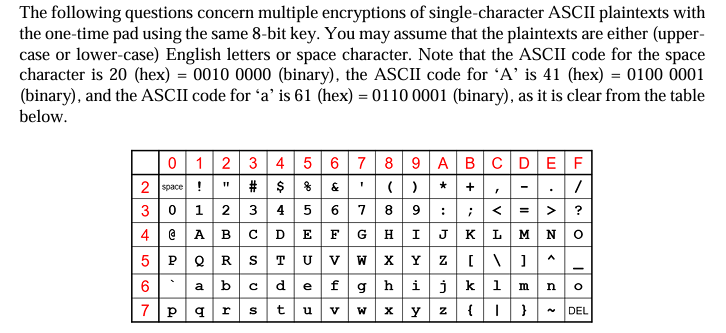 The following questions concern multiple encryptions of single-character ASCII plaintexts with
the one-time pad using the same 8-bit key. You may assume that the plaintexts are either (upper-
case or lower-case) English letters or space character. Note that the ASCII code for the space
character is 20 (hex) = 0010 0000 (binary), the ASCII code for ‘A’ is 41 (hex) = 0100 0001
(binary), and the ASCII code for ‘a’ is 61 (hex) = 0110 0001 (binary), as it is clear from the table
below.
0 1 2 3 4 5 6 7 8 9 A B C D E F
2 space ! " # $ % & ' ( ) * + , - . /
3 0 1 2 3 4 5 6 7 8 9 : ; < = > ?
4 @ A B C D E F G H I J K L M N O
5 P Q R S T U V W X Y Z [ \ ] ^ _
6 ` a b c d e f g h i j k l m n o
7 p q r s t u v w x y z { | } ~ DEL